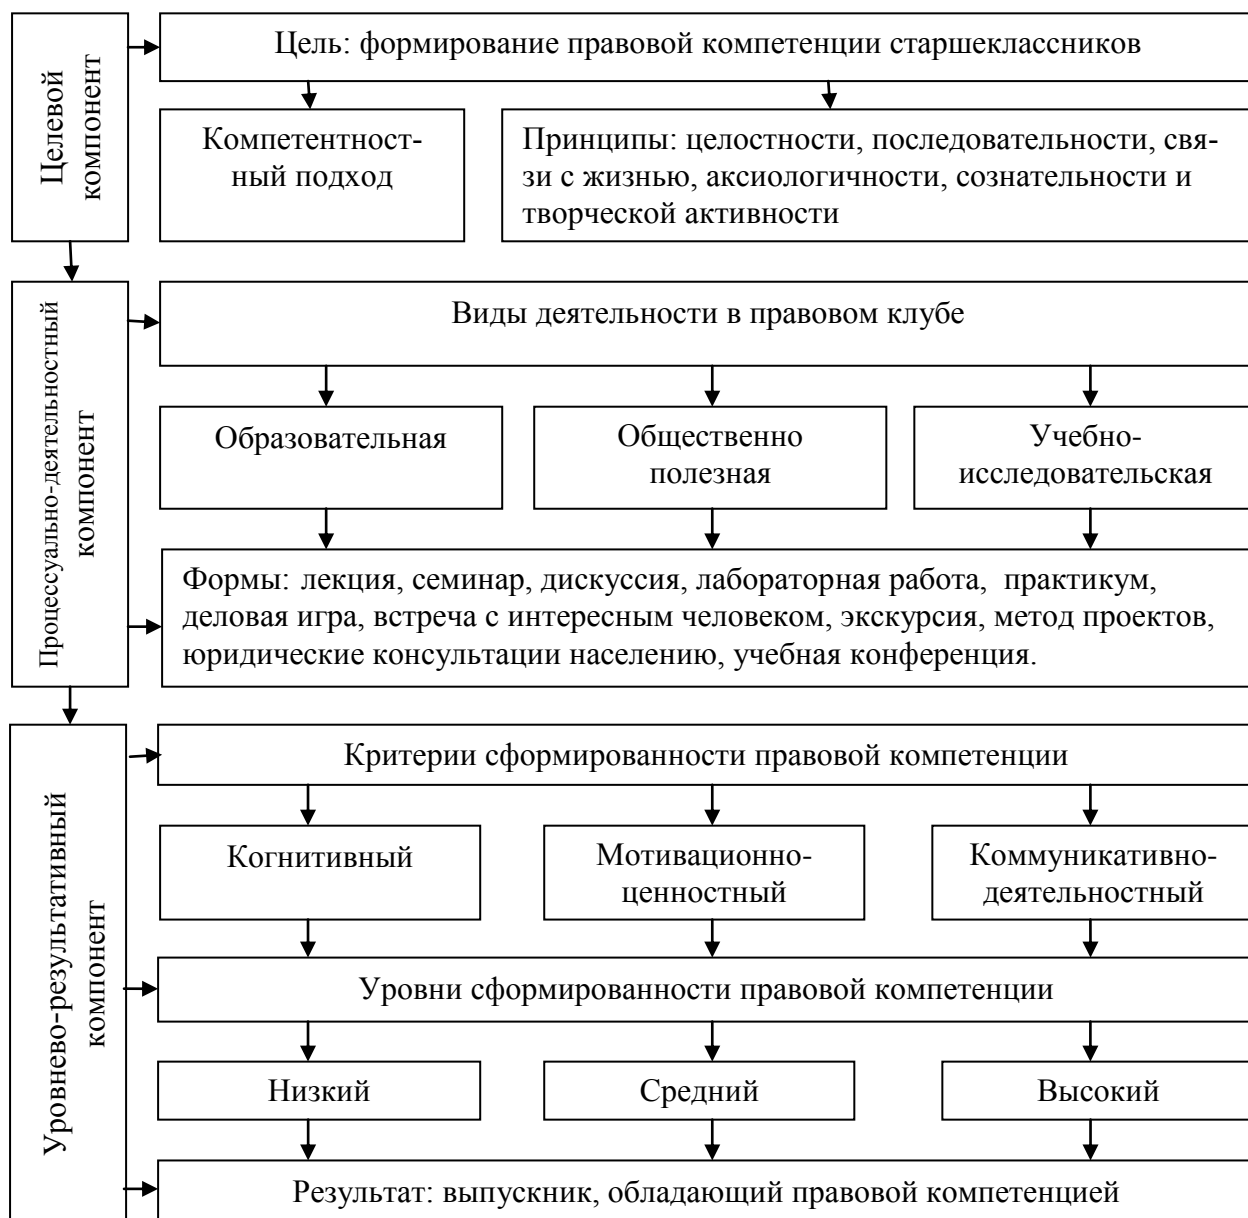 Целевой
компонент
Цель: формирование правовой компетенции старшеклассников
Компетентност-
ный подход
Принципы: целостности, последовательности, свя-
зи с жизнью, аксиологичности, сознательности и
творческой активности
Процессуально-деятельностный
компонент
Виды деятельности в правовом клубе
Образовательная
Общественно
полезная
Учебно-
исследовательская
Формы: лекция, семинар, дискуссия, лабораторная работа, практикум,
деловая игра, встреча с интересным человеком, экскурсия, метод проектов,
юридические консультации населению, учебная конференция.
Уровнево-результативный
компонент
Критерии сформированности правовой компетенции
Когнитивный
Мотивационно-
ценностный
Коммуникативно-
деятельностный
Уровни сформированности правовой компетенции
Низкий
Средний
Высокий
Результат: выпускник, обладающий правовой компетенцией